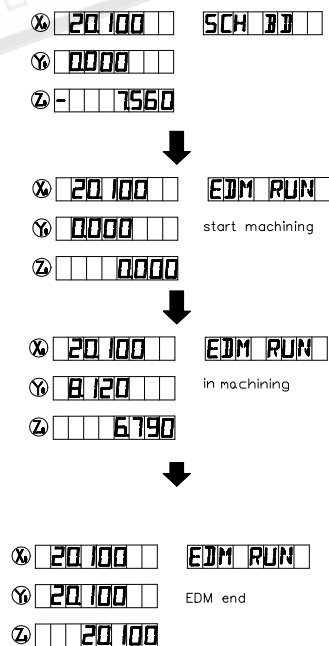 X 20.100 SCH BD
Y 0.000
Z - 7.560
X 20.100 EDM RUN
Y 0.000 start machining
Z 0.000
X 20.100 EDM RUN
Y 8.120 in machining
Z 6.790
X 20.100 EDM RUN
Y 20.100 EDM end
Z 20.100